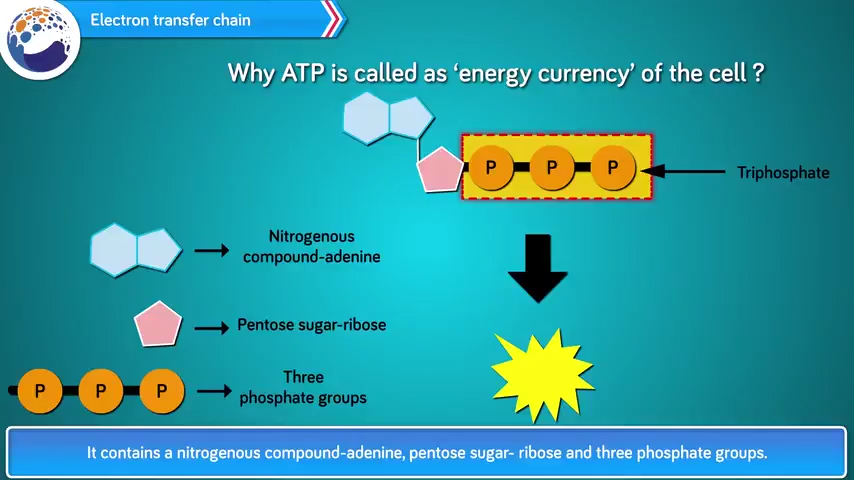 Electron transfer chain
Why ATP is called as ‘energy currency’ of the cell ?
P P P
Triphosphate
Nitrogenous
compound-adenine
Pentose sugar-ribose
P P P
Three
phosphate groups
It contains a nitrogenous compound-adenine, pentose sugar- ribose and three phosphate groups.